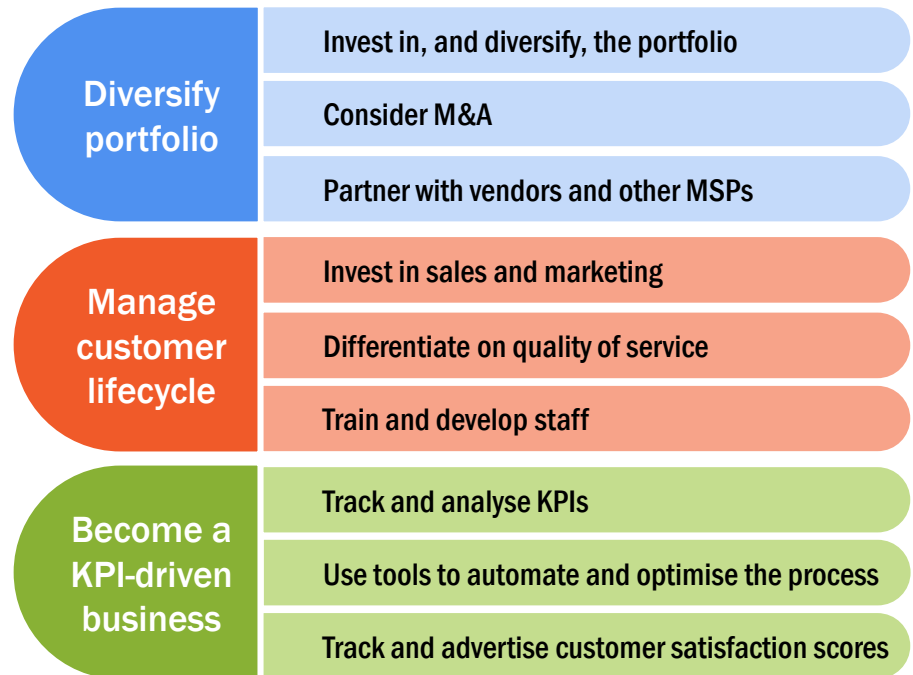 Diversify
portfolio
Invest in, and diversify, the portfolio
Consider M&A
Partner with vendors and other MSPs
Manage
customer
lifecycle
Invest in sales and marketing
Differentiate on quality of service
Train and develop staff
Become a
KPI-driven
business
Track and analyse KPIs
Use tools to automate and optimise the process
Track and advertise customer satisfaction scores